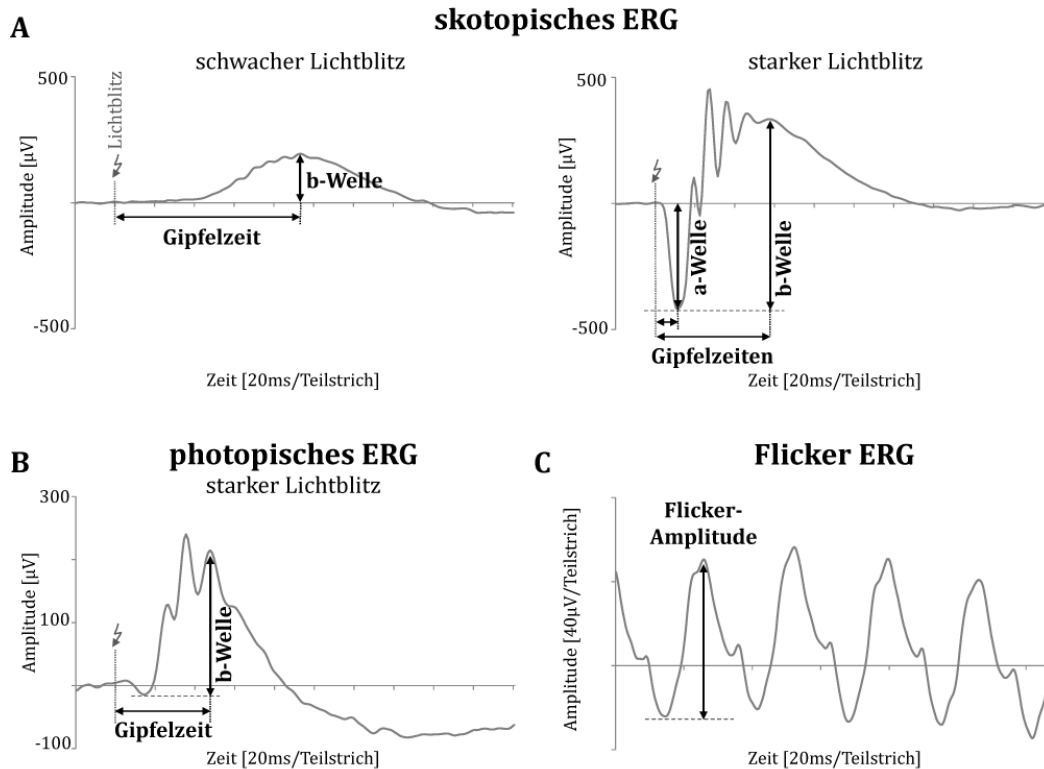 A
skotopisches ERG
schwacher Lichtblitz
500
-500
Amplitude [µV]
Lichtblitz
b-Welle
Gipfelzeit
Zeit [20ms/Teilstrich]
starker Lichtblitz
500
-500
Amplitude [µV]
a-Welle
b-Welle
Gipfelzeiten
Zeit [20ms/Teilstrich]
B
photopisches ERG
starker Lichtblitz
300
100
-100
Amplitude [µV]
b-Welle
Gipfelzeit
Zeit [20ms/Teilstrich]
C
Flicker ERG
Flicker-
Amplitude
Amplitude [40µV/Teilstrich]
Zeit [20ms/Teilstrich]